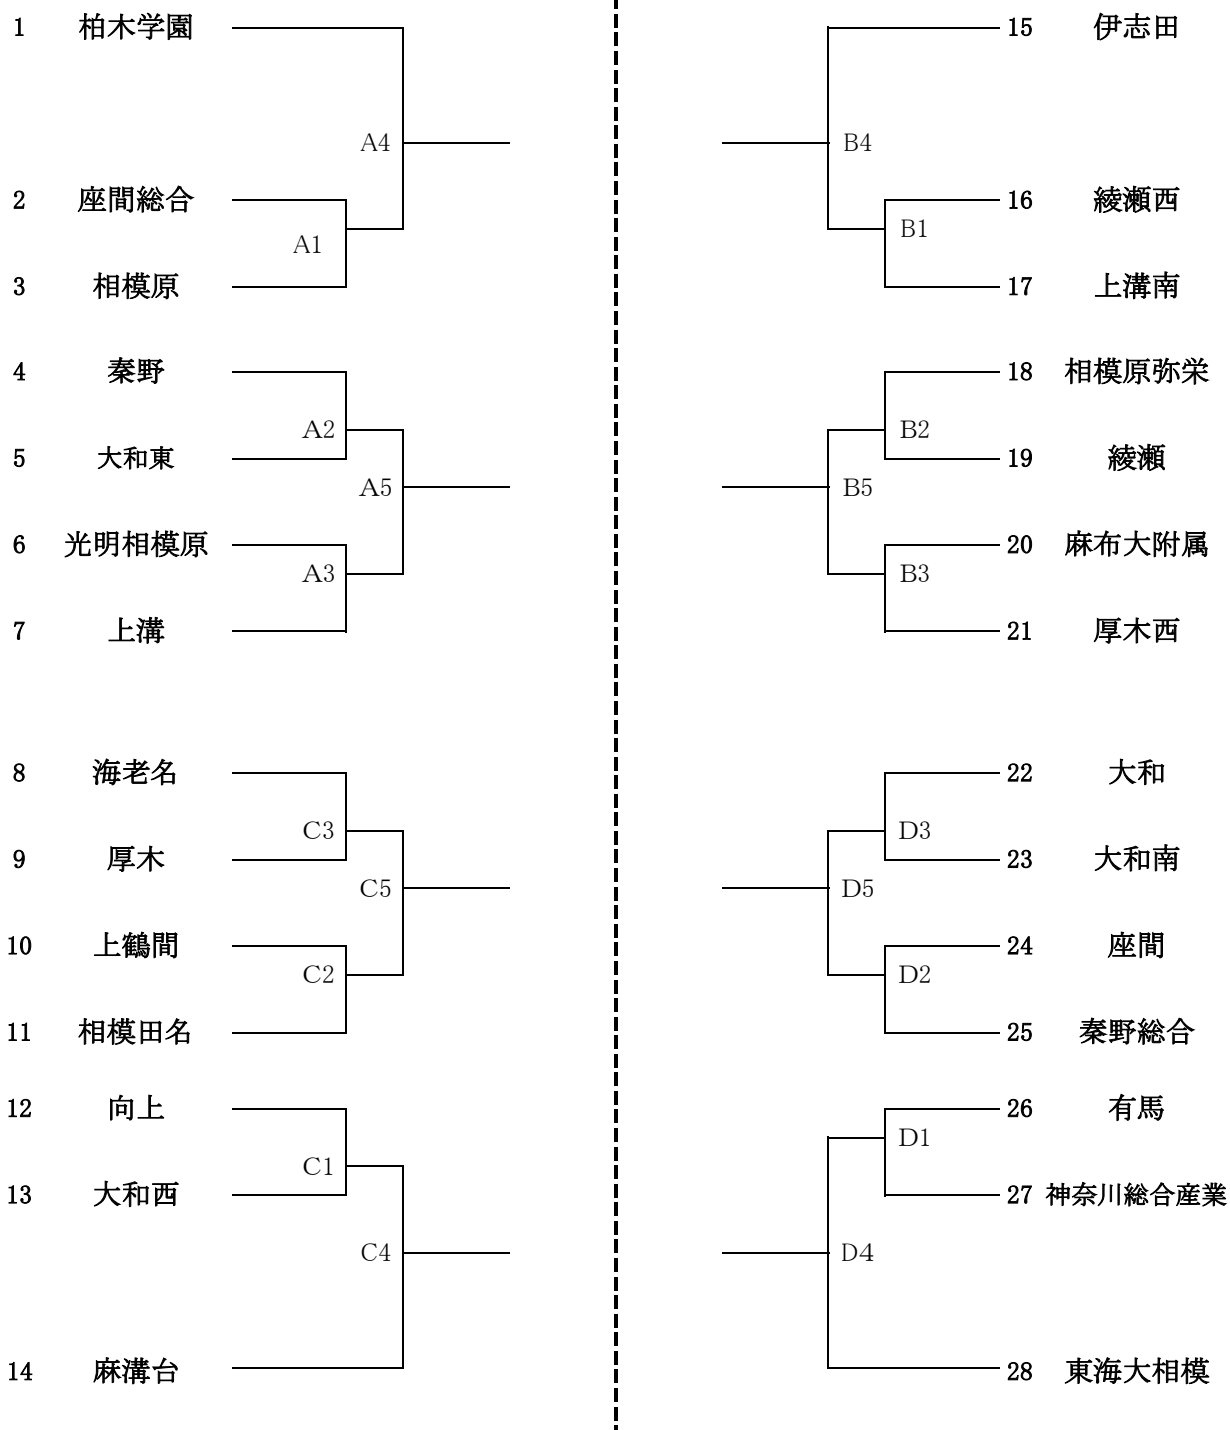 1 柏木学園
A4
2 座間総合
A1
3 相模原
4 秦野
A2
5 大和東
A5
6 光明相模原
A3
7 上溝
8 海老名
C3
9 厚木
C5
10 上鶴間
C2
11 相模田名
12 向上
C1
13 大和西
C4
14 麻溝台
15 伊志田
B4
16 綾瀬西
B1
17 上溝南
18 相模原弥栄
B2
19 綾瀬
B5
20 麻布大附属
B3
21 厚木西
22 大和
D3
23 大和南
D5
24 座間
D2
25 秦野総合
26 有馬
D1
27 神奈川総合産業
D4
28 東海大相模